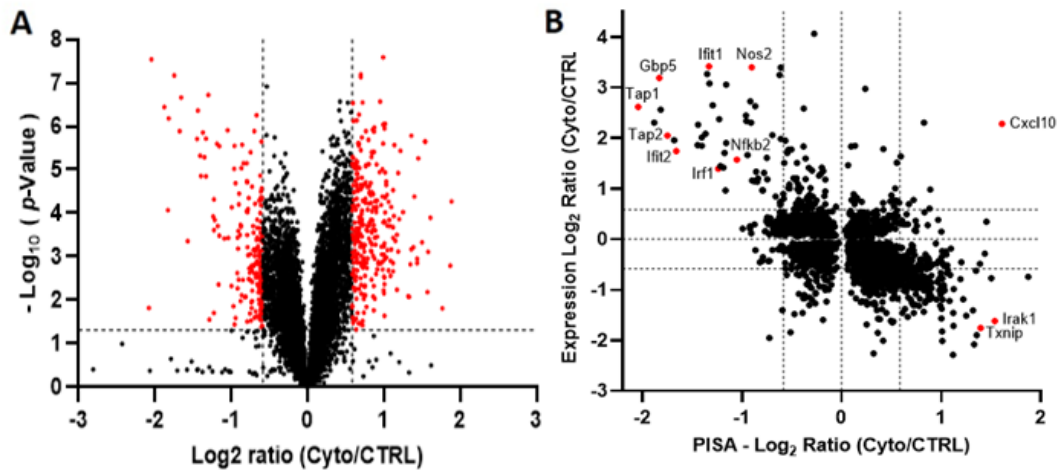 A
- Log₁₀ ( p-Value )
8
7
6
5
4
3
2
1
0
-3 -2 -1 0 1 2 3
Log2 ratio (Cyto/CTRL)
B
Expression Log₂ Ratio (Cyto/CTRL)
4
3
2
1
0
-1
-2
-3
Ifit1 Nos2
Gbp5
Tap1
Cxcl10
Tap2
Nfkb2
Ifit2
Irf1
Irak1
Txnip
-2 -1 0 1 2
PISA - Log₂ Ratio (Cyto/CTRL)